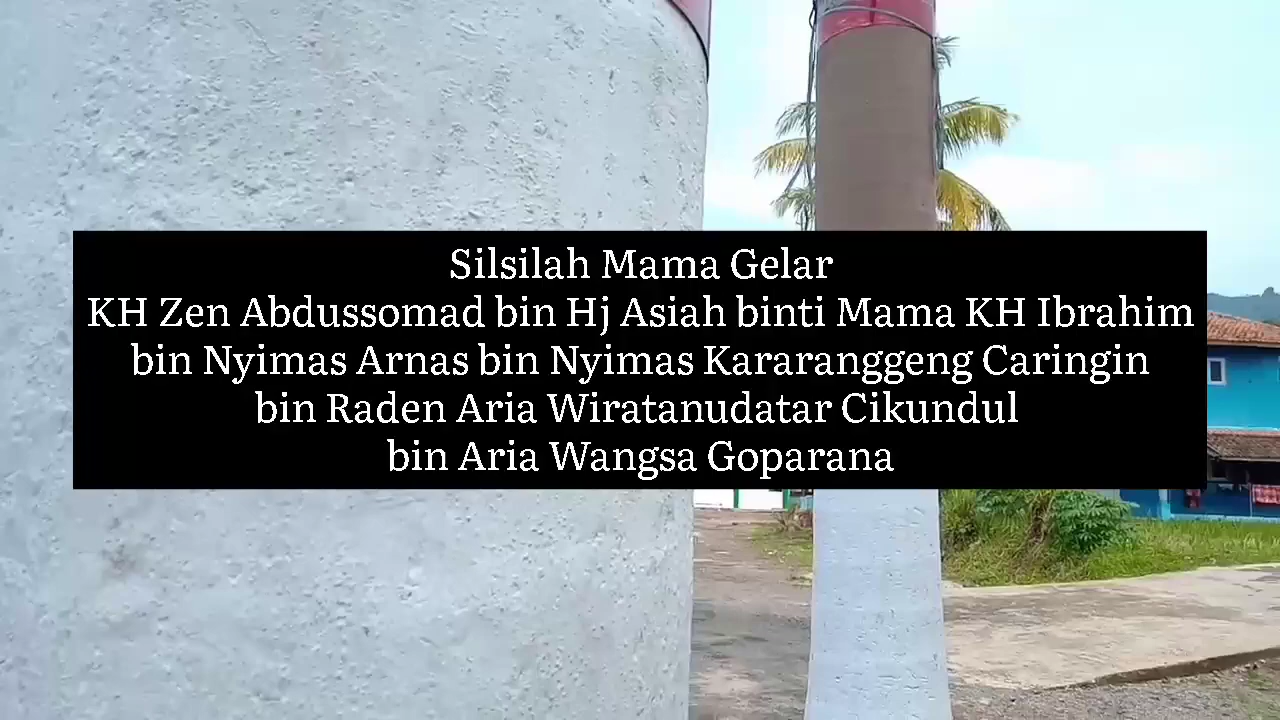 Silsilah Mama Gelar
KH Zen Abdussomad bin Hj Asiah binti Mama KH Ibrahim
bin Nyimas Arnas bin Nyimas Kararanggeng Caringin
bin Raden Aria Wiratanudatar Cikundul
bin Aria Wangsa Goparana